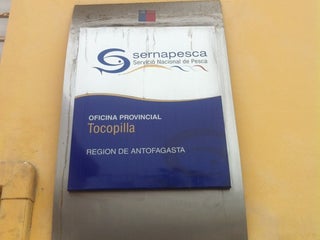 sernapesca
Servicio Nacional de Pesca
OFICINA PROVINCIAL
Tocopilla
REGION DE ANTOFAGASTA